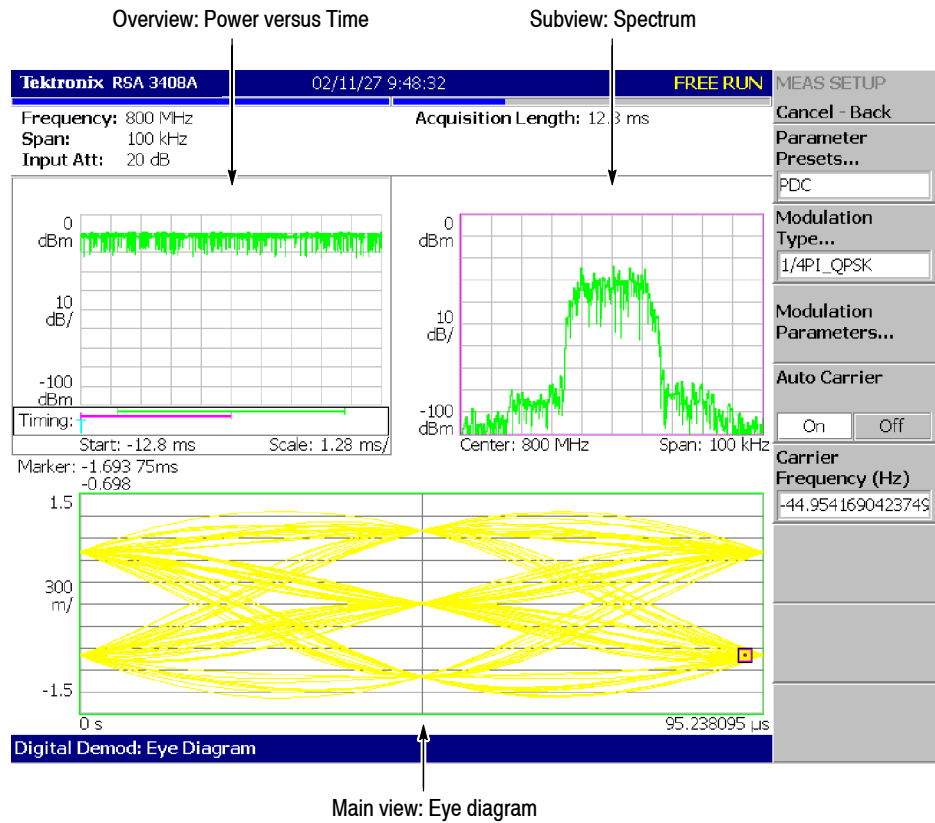 Overview: Power versus Time
Subview: Spectrum
Tektronix RSA 3408A 02/11/27 9:48:32 FREE RUN
MEAS SETUP
Frequency: 800 MHz
Span: 100 kHz
Input Att: 20 dB
Acquisition Length: 12.8 ms
Cancel - Back
Parameter
Presets...
PDC
Modulation
Type...
1/4PI_QPSK
Modulation
Parameters...
Auto Carrier
On Off
Carrier
Frequency (Hz)
-44.9541690423749
0
dBm
10
dB/
-100
dBm
Timing:
Start: -12.8 ms Scale: 1.28 ms/
0
dBm
10
dB/
-100
dBm
Center: 800 MHz Span: 100 kHz
Marker: -1.693 75ms
-0.698
1.5
300
m/
-1.5
0 s 95.238095 µs
Digital Demod: Eye Diagram
Main view: Eye diagram